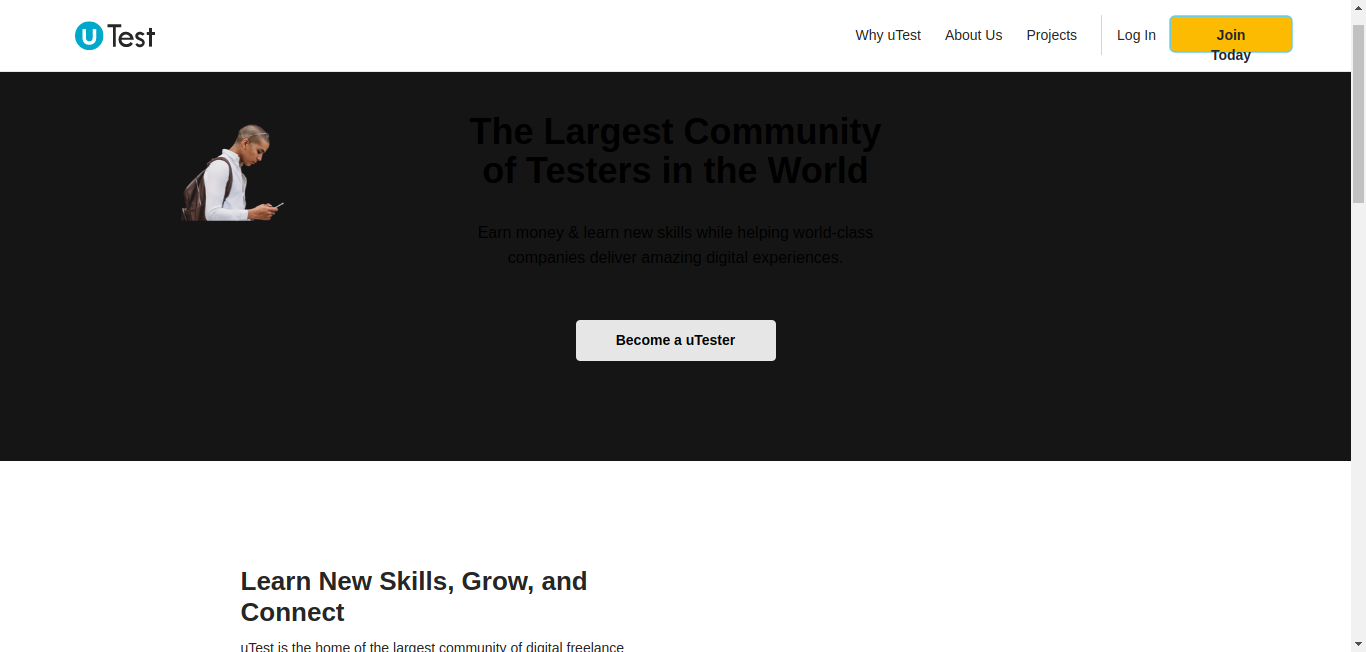 uTest
Why uTest
About Us
Projects
Log In
Join
Today
The Largest Community
of Testers in the World
Earn money & learn new skills while helping world-class
companies deliver amazing digital experiences.
Become a uTester
Learn New Skills, Grow, and
Connect
uTest is the home of the largest community of digital freelance